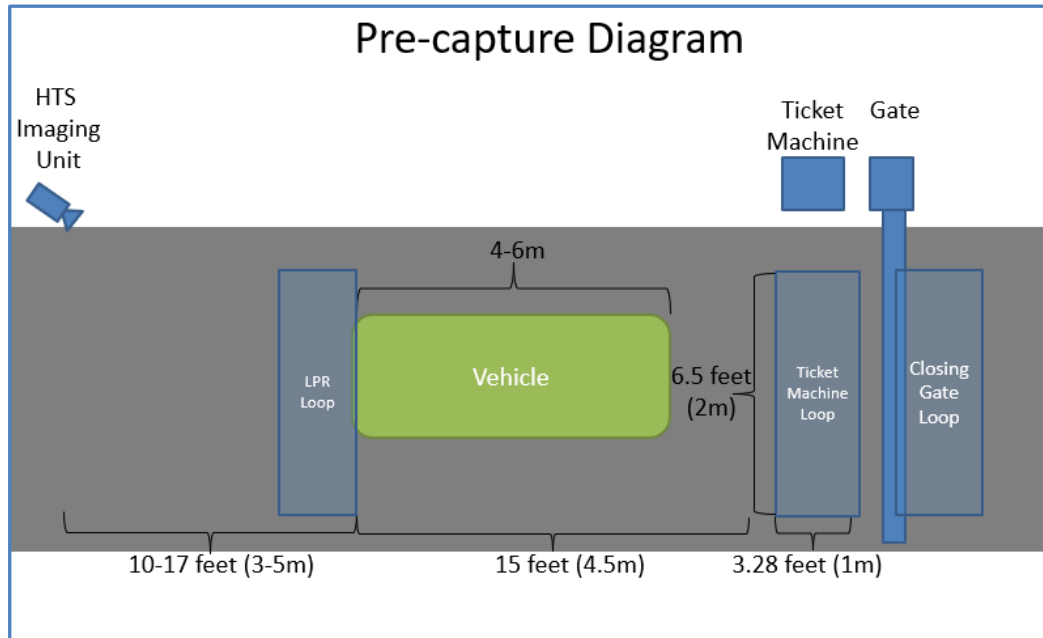 Pre-capture Diagram
HTS
Imaging
Unit
Ticket
Machine
Gate
4-6m
LPR
Loop
Vehicle
6.5 feet
(2m)
Ticket
Machine
Loop
Closing
Gate
Loop
10-17 feet (3-5m)
15 feet (4.5m)
3.28 feet (1m)